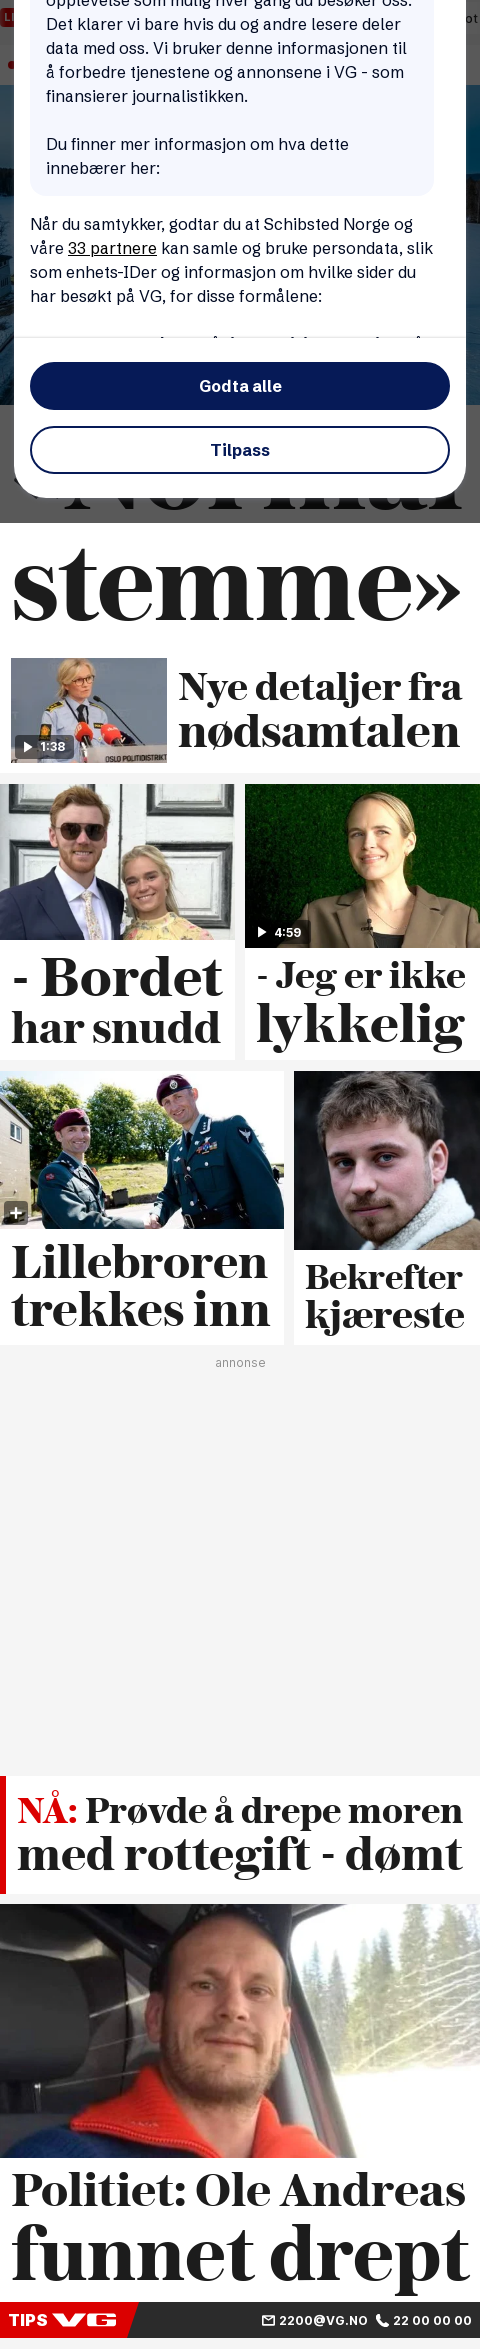 opplevelse som mulig hver gang du besøker oss.
Det klarer vi bare hvis du og andre lesere deler
data med oss. Vi bruker denne informasjonen til
å forbedre tjenestene og annonsene i VG - som
finansierer journalistikken.
Du finner mer informasjon om hva dette
innebærer her:
Når du samtykker, godtar du at Schibsted Norge og
våre 33 partnere kan samle og bruke persondata, slik
som enhets-IDer og informasjon om hvilke sider du
har besøkt på VG, for disse formålene:
Godta alle
Tilpass
stemme»
1:38
OSLO POLITIDISTRIKT
Nye detaljer fra
nødsamtalen
- Bordet
har snudd
4:59
- Jeg er ikke
lykkelig
Lillebroren
trekkes inn
Bekrefter
kjæreste
annonse
NÅ: Prøvde å drepe moren
med rottegift - dømt
Politiet: Ole Andreas
funnet drept
TIPS VG
2200@VG.NO 22 00 00 00